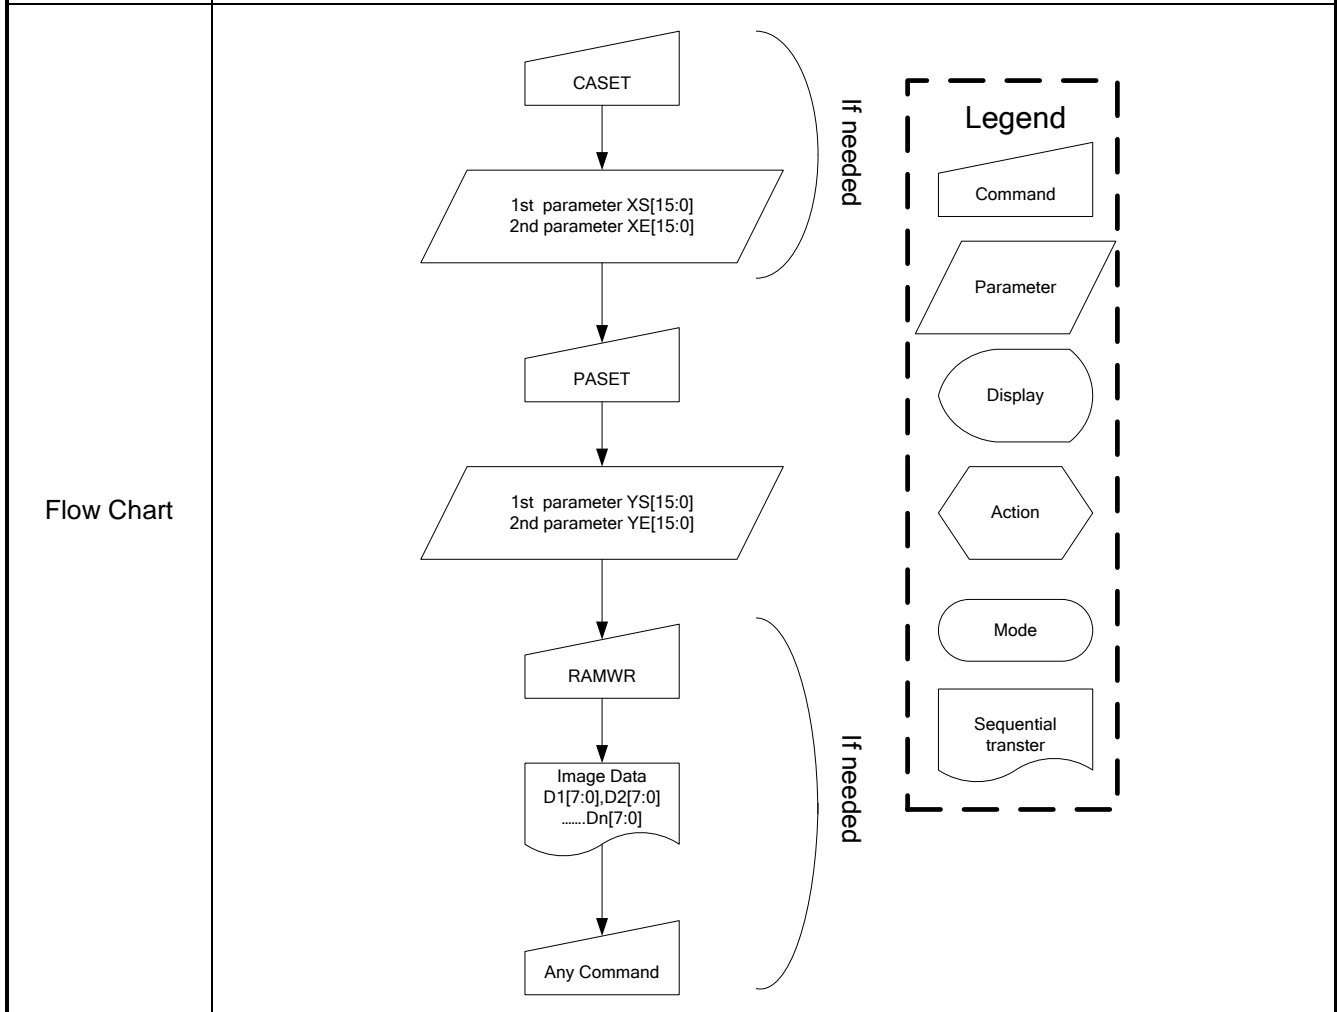 Flow Chart
CASET
1st parameter XS[15:0]
2nd parameter XE[15:0]
If needed
PASET
1st parameter YS[15:0]
2nd parameter YE[15:0]
RAMWR
Image Data
D1[7:0],D2[7:0]
.......Dn[7:0]
Any Command
If needed
Legend
Command
Parameter
Display
Action
Mode
Sequential
transter